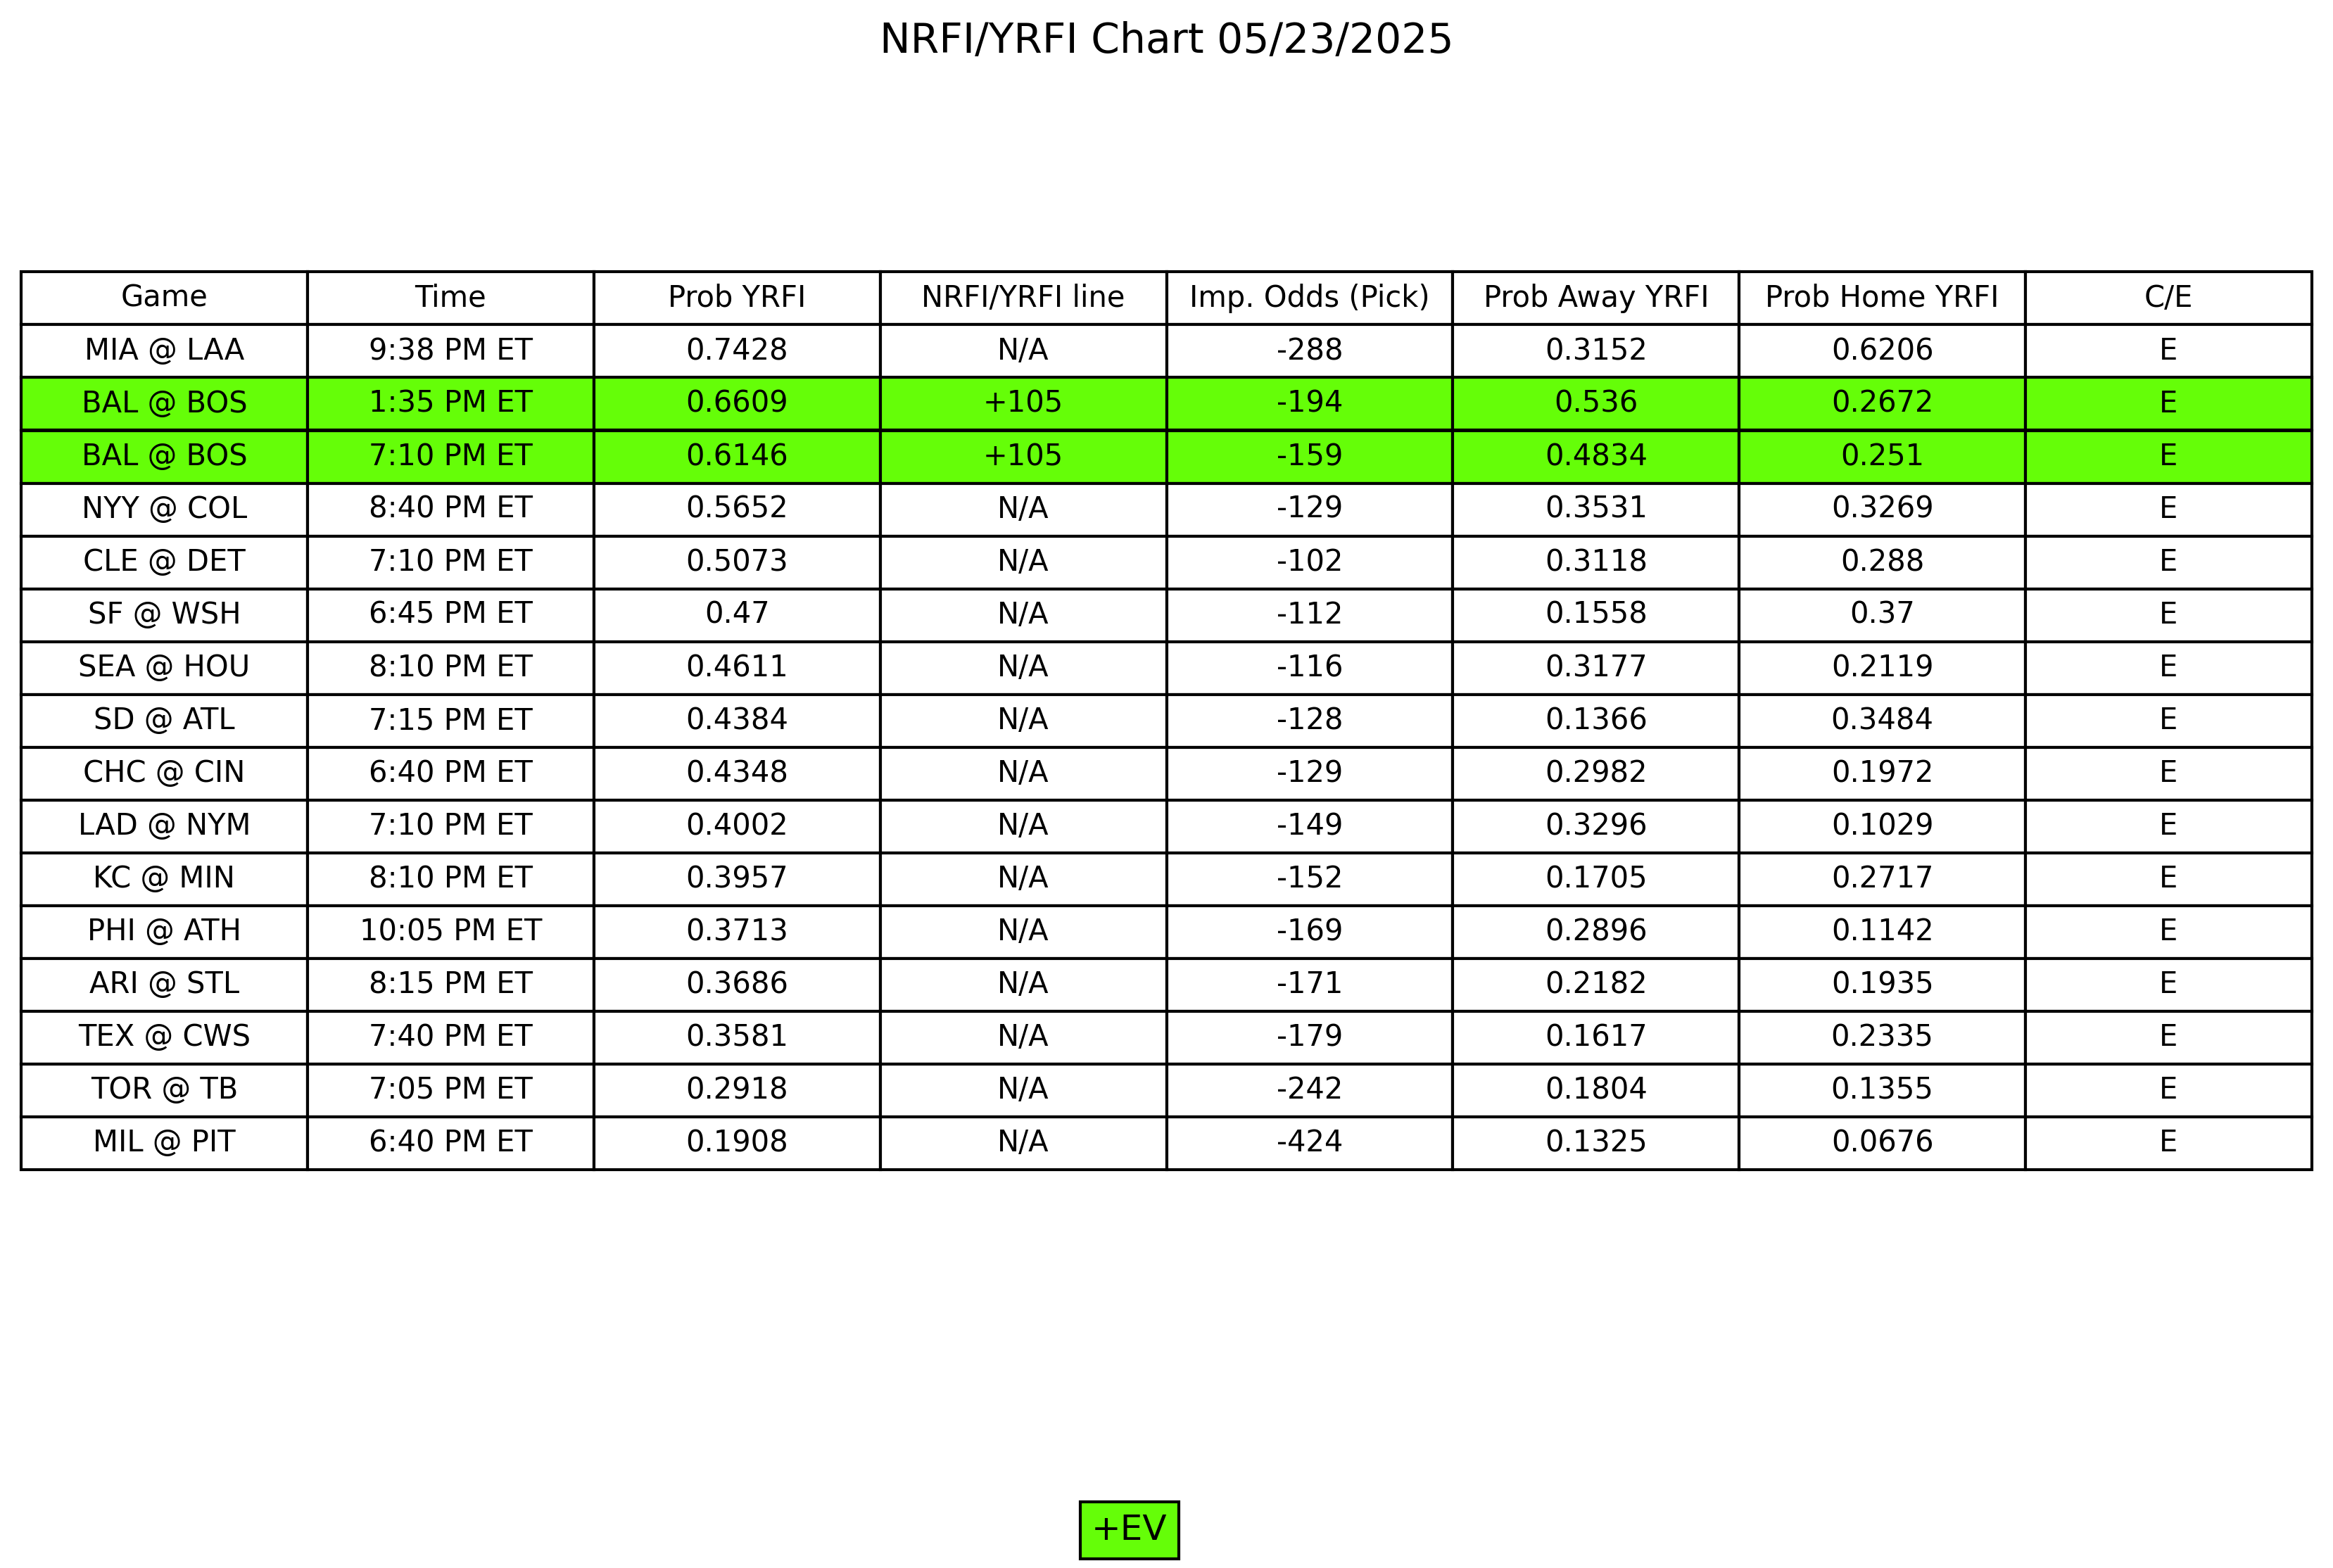 NRFI/YRFI Chart 05/23/2025
Game Time Prob YRFI NRFI/YRFI line Imp. Odds (Pick) Prob Away YRFI Prob Home YRFI C/E
MIA @ LAA 9:38 PM ET 0.7428 N/A -288 0.3152 0.6206 E
BAL @ BOS 1:35 PM ET 0.6609 +105 -194 0.536 0.2672 E
BAL @ BOS 7:10 PM ET 0.6146 +105 -159 0.4834 0.251 E
NYY @ COL 8:40 PM ET 0.5652 N/A -129 0.3531 0.3269 E
CLE @ DET 7:10 PM ET 0.5073 N/A -102 0.3118 0.288 E
SF @ WSH 6:45 PM ET 0.47 N/A -112 0.1558 0.37 E
SEA @ HOU 8:10 PM ET 0.4611 N/A -116 0.3177 0.2119 E
SD @ ATL 7:15 PM ET 0.4384 N/A -128 0.1366 0.3484 E
CHC @ CIN 6:40 PM ET 0.4348 N/A -129 0.2982 0.1972 E
LAD @ NYM 7:10 PM ET 0.4002 N/A -149 0.3296 0.1029 E
KC @ MIN 8:10 PM ET 0.3957 N/A -152 0.1705 0.2717 E
PHI @ ATH 10:05 PM ET 0.3713 N/A -169 0.2896 0.1142 E
ARI @ STL 8:15 PM ET 0.3686 N/A -171 0.2182 0.1935 E
TEX @ CWS 7:40 PM ET 0.3581 N/A -179 0.1617 0.2335 E
TOR @ TB 7:05 PM ET 0.2918 N/A -242 0.1804 0.1355 E
MIL @ PIT 6:40 PM ET 0.1908 N/A -424 0.1325 0.0676 E
+EV